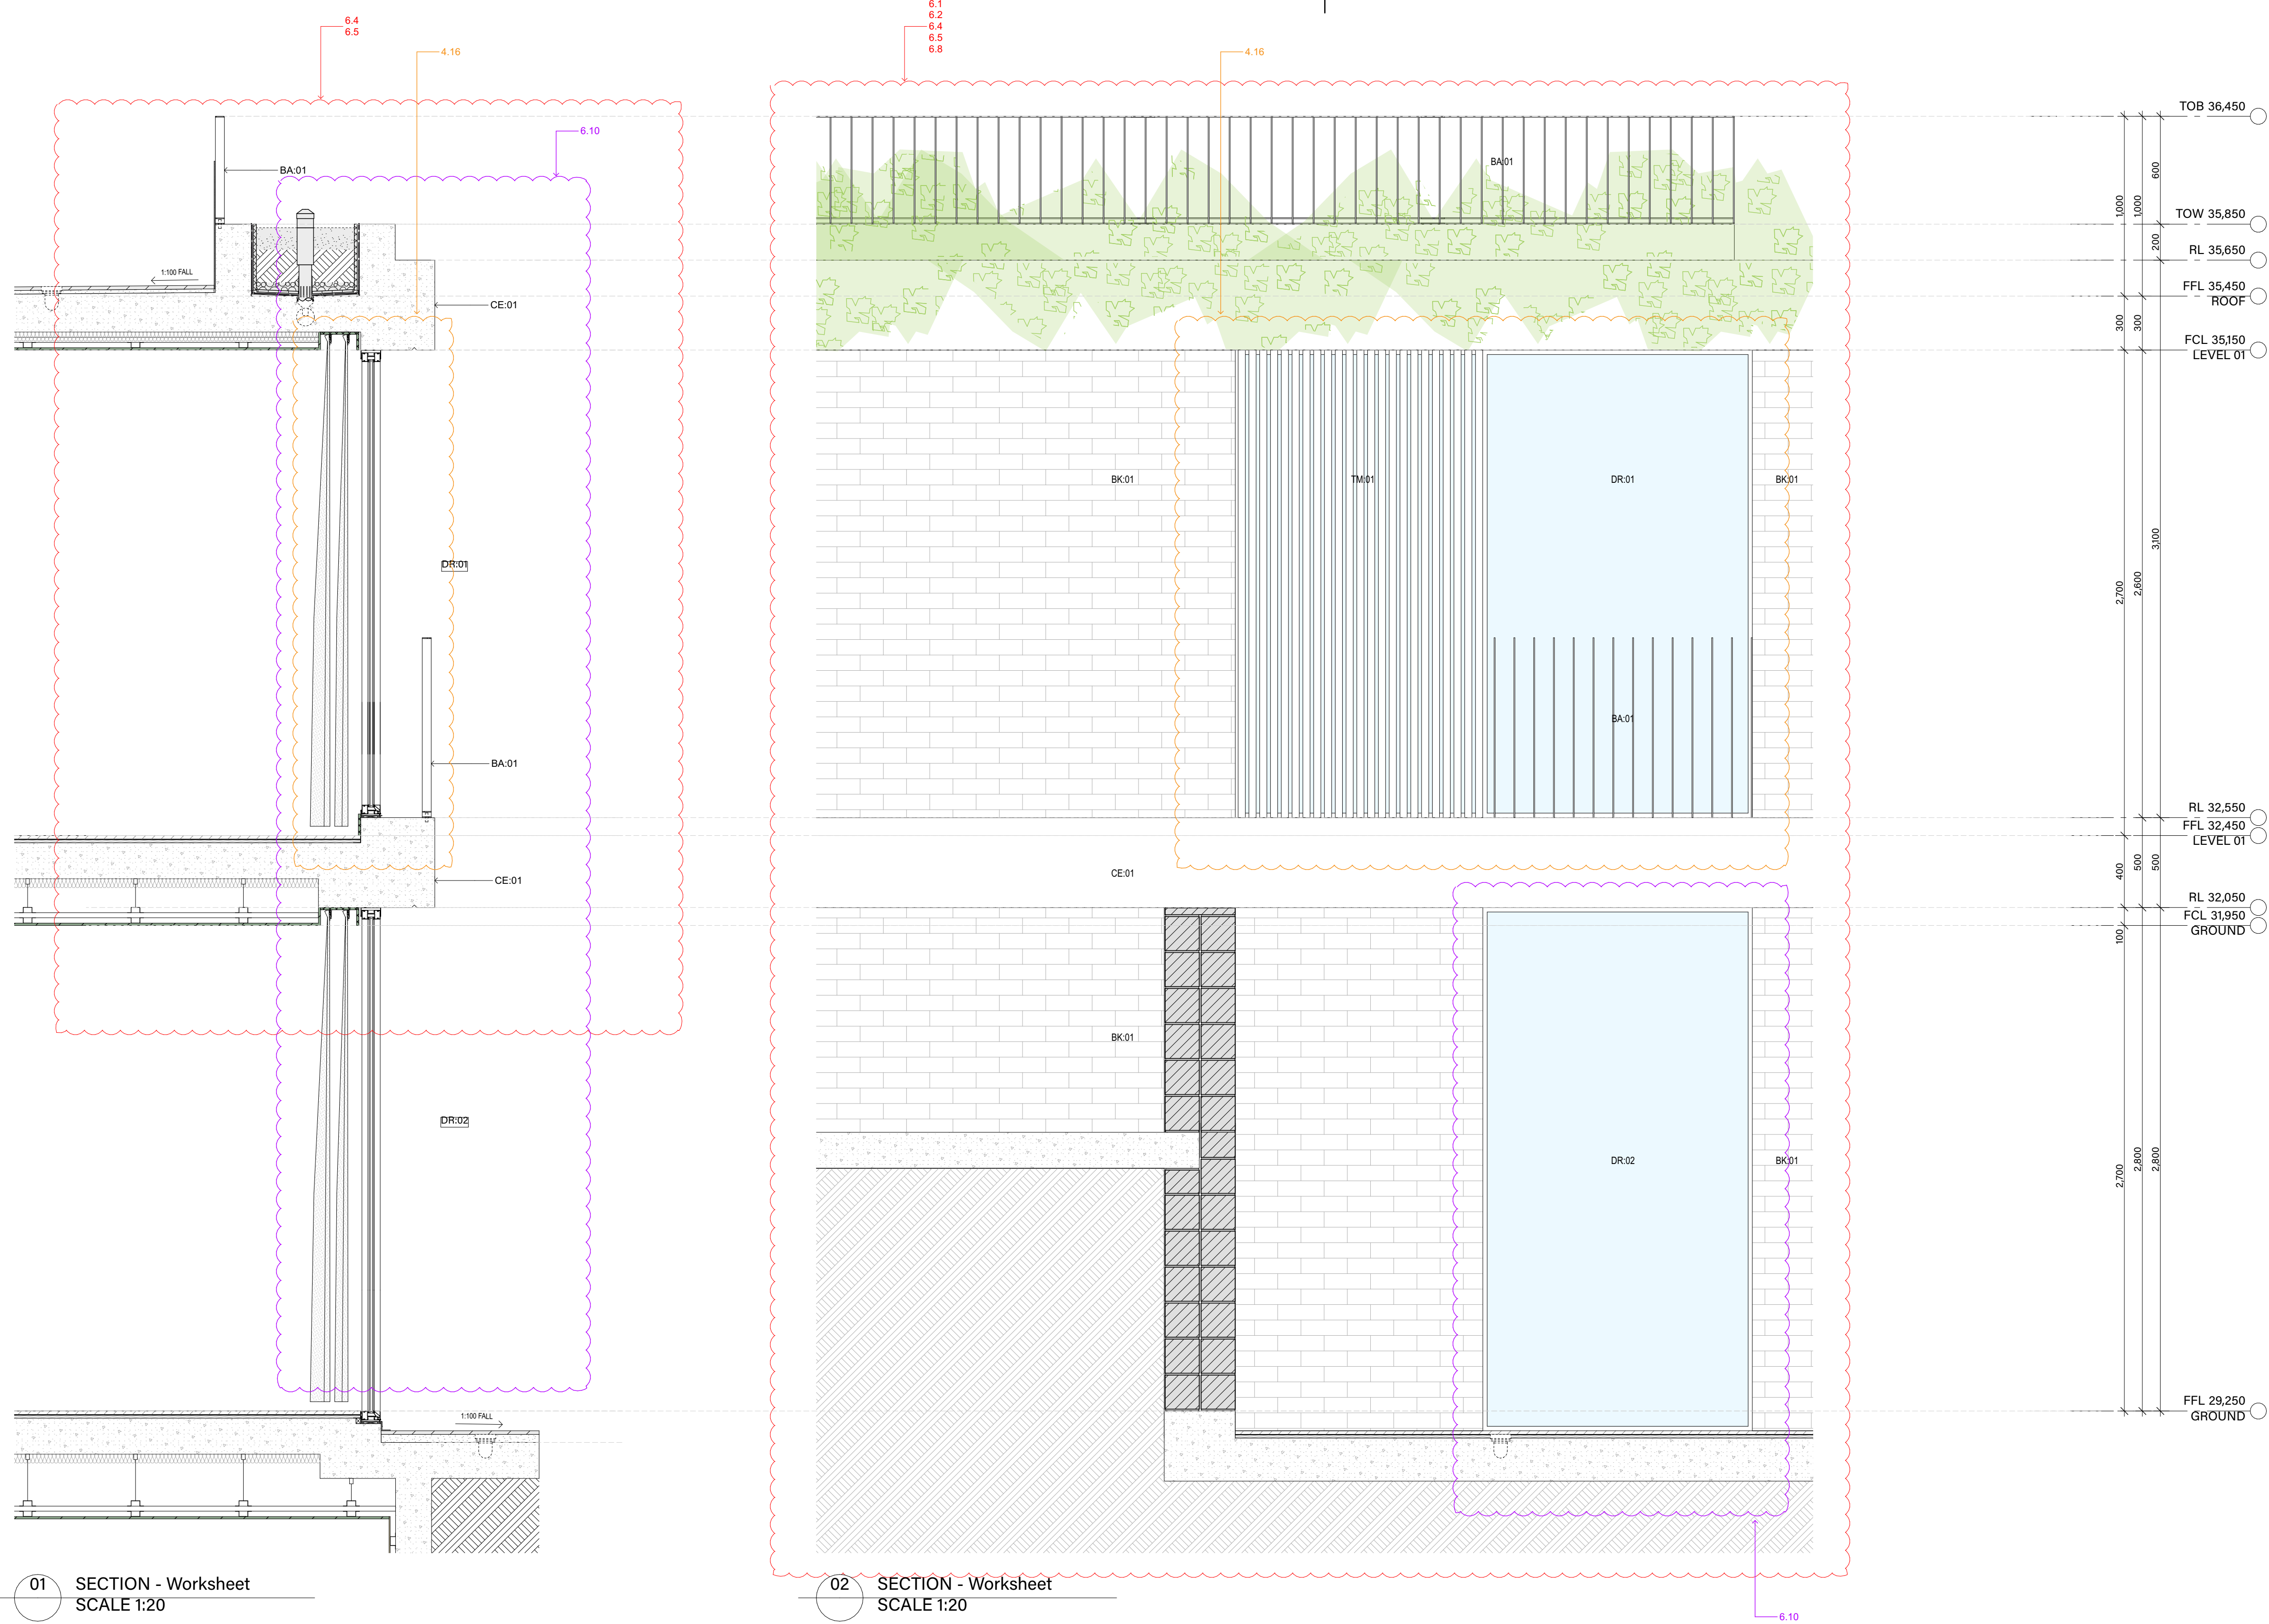 6.4
6.5
4.16
6.10
BA:01
1:100 FALL
CE:01
DR:01
BA:01
CE:01
DR:02
1:100 FALL
01
SECTION - Worksheet
SCALE 1:20
6.1
6.2
6.4
6.5
6.8
4.16
BA:01
BK:01
TM:01
DR:01
BK:01
BA:01
CE:01
BK:01
DR:02
BK:01
6.10
02
SECTION - Worksheet
SCALE 1:20
1,000
1,000
600
200
300
300
2,700
2,600
3,100
400
500
500
100
2,700
2,800
2,800
TOB 36,450
TOW 35,850
RL 35,650
FFL 35,450
ROOF
FCL 35,150
LEVEL 01
RL 32,550
FFL 32,450
LEVEL 01
RL 32,050
FCL 31,950
GROUND
FFL 29,250
GROUND